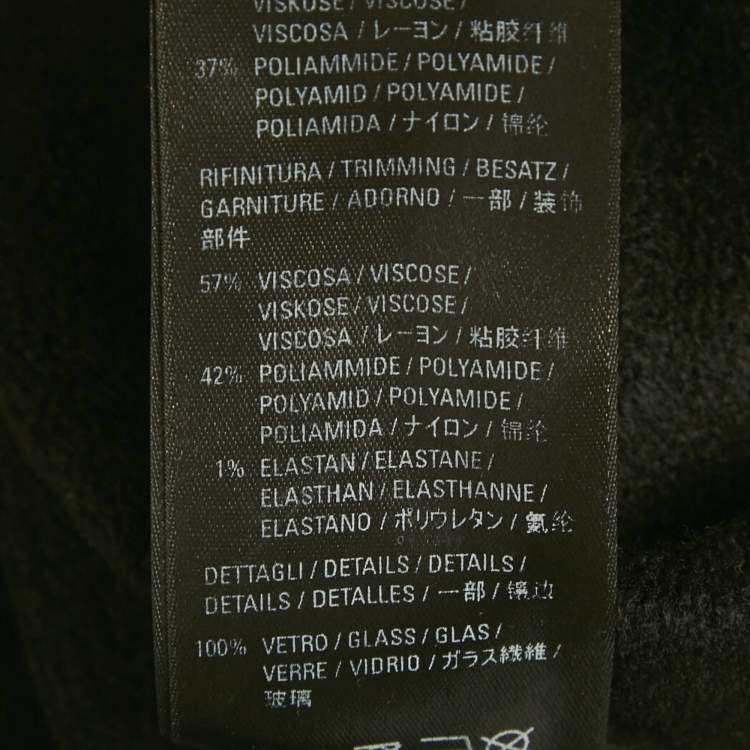 VISKOSE / VISCOSE /
VISCOSA / レーヨン / 粘胶纤维
37% POLIAMMIDE / POLYAMIDE /
POLYAMID / POLYAMIDE /
POLIAMIDA / ナイロン / 锦纶
RIFINITURA / TRIMMING / BESATZ /
GARNITURE / ADORNO / 一部 / 装饰
部件
57% VISCOSA / VISCOSE /
VISKOSE / VISCOSE /
VISCOSA / レーヨン / 粘胶纤维
42% POLIAMMIDE / POLYAMIDE /
POLYAMID / POLYAMIDE /
POLIAMIDA / ナイロン / 锦纶
1% ELASTAN / ELASTANE /
ELASTHAN / ELASTHANNE /
ELASTANO / ポリウレタン / 氨纶
DETTAGLI / DETAILS / DETAILS /
DETAILS / DETALLES / 一部 / 镶边
100% VETRO / GLASS / GLAS /
VERRE / VIDRIO / ガラス繊維 /
玻璃